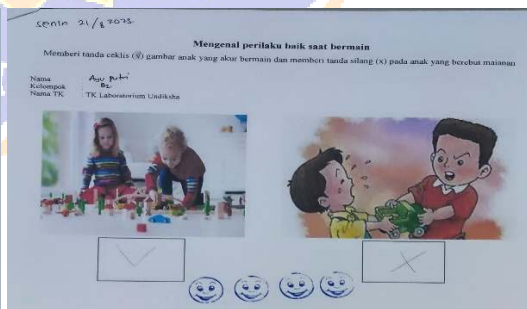 Senin 21/8 2023
Mengenal perilaku baik saat bermain
Memberi tanda ceklis (√) gambar anak yang akur bermain dan memberi tanda silang (x) pada anak yang berebut maianan
Nama : Ayu Putri
Kelompok : B2
Nama TK : TK Laboratorium Undiksha